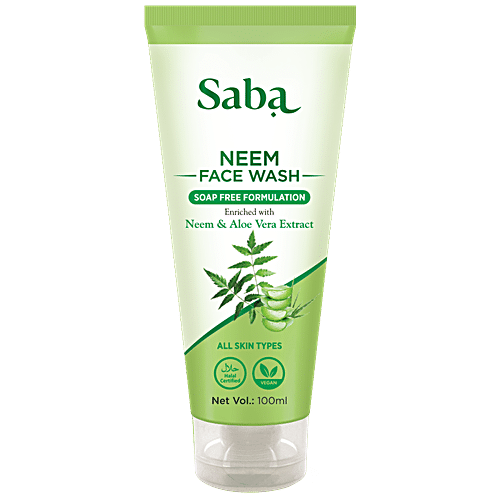 Saba
NEEM
FACE WASH
SOAP FREE FORMULATION
Enriched with
Neem & Aloe Vera Extract
ALL SKIN TYPES
حلال
Halal
Certified
VEGAN
Net Vol.: 100ml